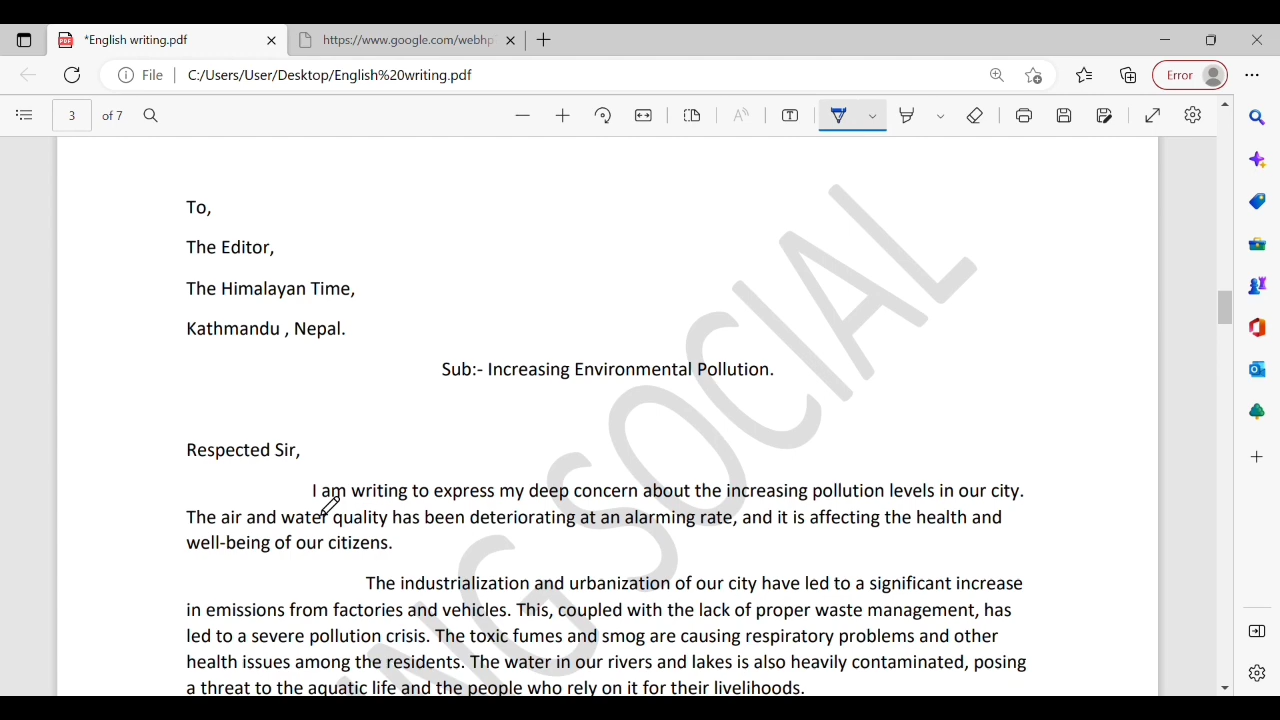 *English writing.pdf
https://www.google.com/webhp
File
C:/Users/User/Desktop/English%20writing.pdf
Error
3 of 7
To,
The Editor,
The Himalayan Time,
Kathmandu , Nepal.
Sub:- Increasing Environmental Pollution.
Respected Sir,
I am writing to express my deep concern about the increasing pollution levels in our city.
The air and water quality has been deteriorating at an alarming rate, and it is affecting the health and
well-being of our citizens.
The industrialization and urbanization of our city have led to a significant increase
in emissions from factories and vehicles. This, coupled with the lack of proper waste management, has
led to a severe pollution crisis. The toxic fumes and smog are causing respiratory problems and other
health issues among the residents. The water in our rivers and lakes is also heavily contaminated, posing
a threat to the aquatic life and the people who rely on it for their livelihoods.
SOCIAL